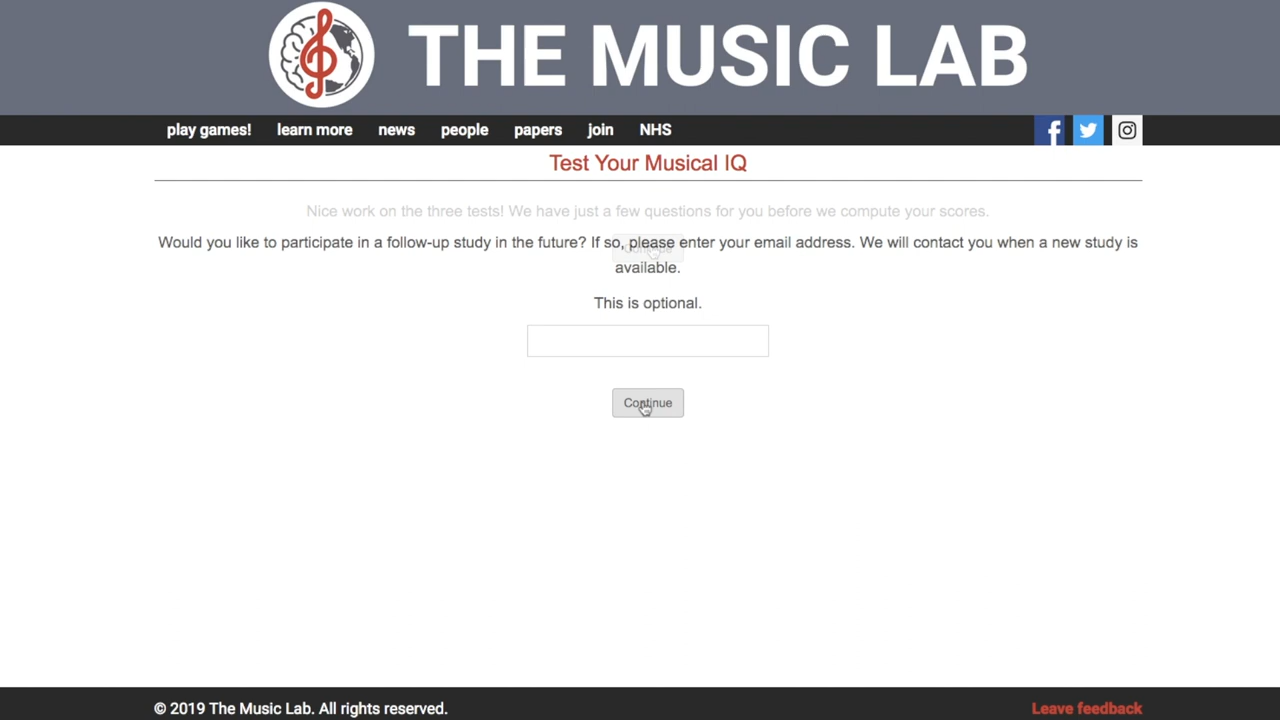 THE MUSIC LAB
play games! learn more news people papers join NHS
Test Your Musical IQ
Nice work on the three tests! We have just a few questions for you before we compute your scores.
Would you like to participate in a follow-up study in the future? If so, please enter your email address. We will contact you when a new study is
available.
This is optional.
Continue
© 2019 The Music Lab. All rights reserved. Leave feedback